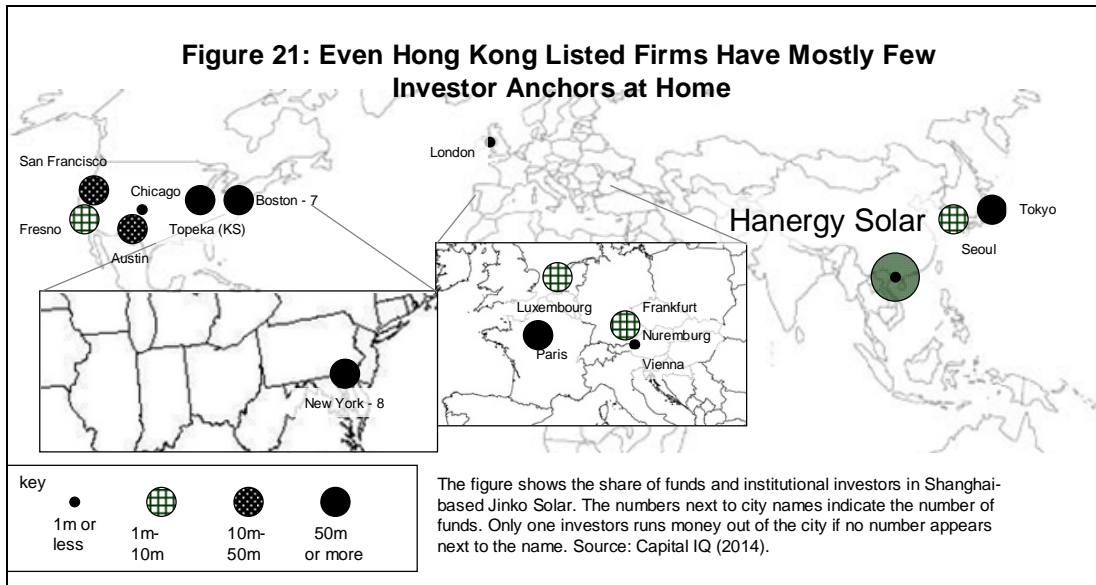 Figure 21: Even Hong Kong Listed Firms Have Mostly Few
Investor Anchors at Home
San Francisco
Chicago
Boston - 7
Fresno
Topeka (KS)
Austin
London
Hanergy Solar
Tokyo
Seoul
Luxembourg
Frankfurt
Paris
Nuremburg
Vienna
New York - 8
key
1m or
less
1m-
10m
10m-
50m
50m
or more
The figure shows the share of funds and institutional investors in Shanghai-
based Jinko Solar. The numbers next to city names indicate the number of
funds. Only one investors runs money out of the city if no number appears
next to the name. Source: Capital IQ (2014).